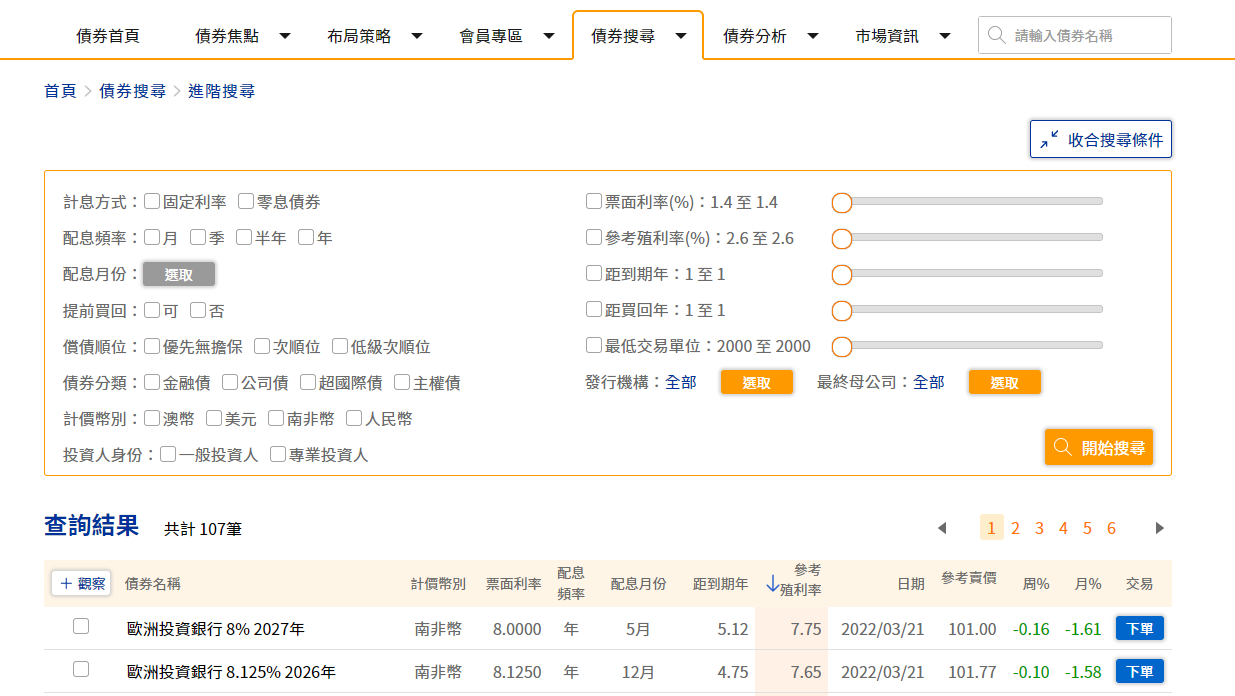 債券首頁 債券焦點 布局策略 會員專區 債券搜尋 債券分析 市場資訊 請輸入債券名稱
首頁 > 債券搜尋 > 進階搜尋
收合搜尋條件
計息方式：固定利率 零息債券 票面利率(%)：1.4 至 1.4
配息頻率：月 季 半年 年 參考殖利率(%)：2.6 至 2.6
配息月份： 選取 距到期年：1 至 1
提前買回：可 否 距買回年：1 至 1
償債順位：優先無擔保 次順位 低級次順位 最低交易單位：2000 至 2000
債券分類：金融債 公司債 超國際債 主權債 發行機構：全部 選取 最終母公司：全部 選取
計價幣別：澳幣 美元 南非幣 人民幣
投資人身份：一般投資人 專業投資人 開始搜尋
查詢結果 共計 107筆 1 2 3 4 5 6
+ 觀察 債券名稱 計價幣別 票面利率 配息頻率 配息月份 距到期年 參考殖利率 日期 參考賣價 周% 月% 交易
歐洲投資銀行 8% 2027年 南非幣 8.0000 年 5月 5.12 7.75 2022/03/21 101.00 -0.16 -1.61 下單
歐洲投資銀行 8.125% 2026年 南非幣 8.1250 年 12月 4.75 7.65 2022/03/21 101.77 -0.10 -1.58 下單